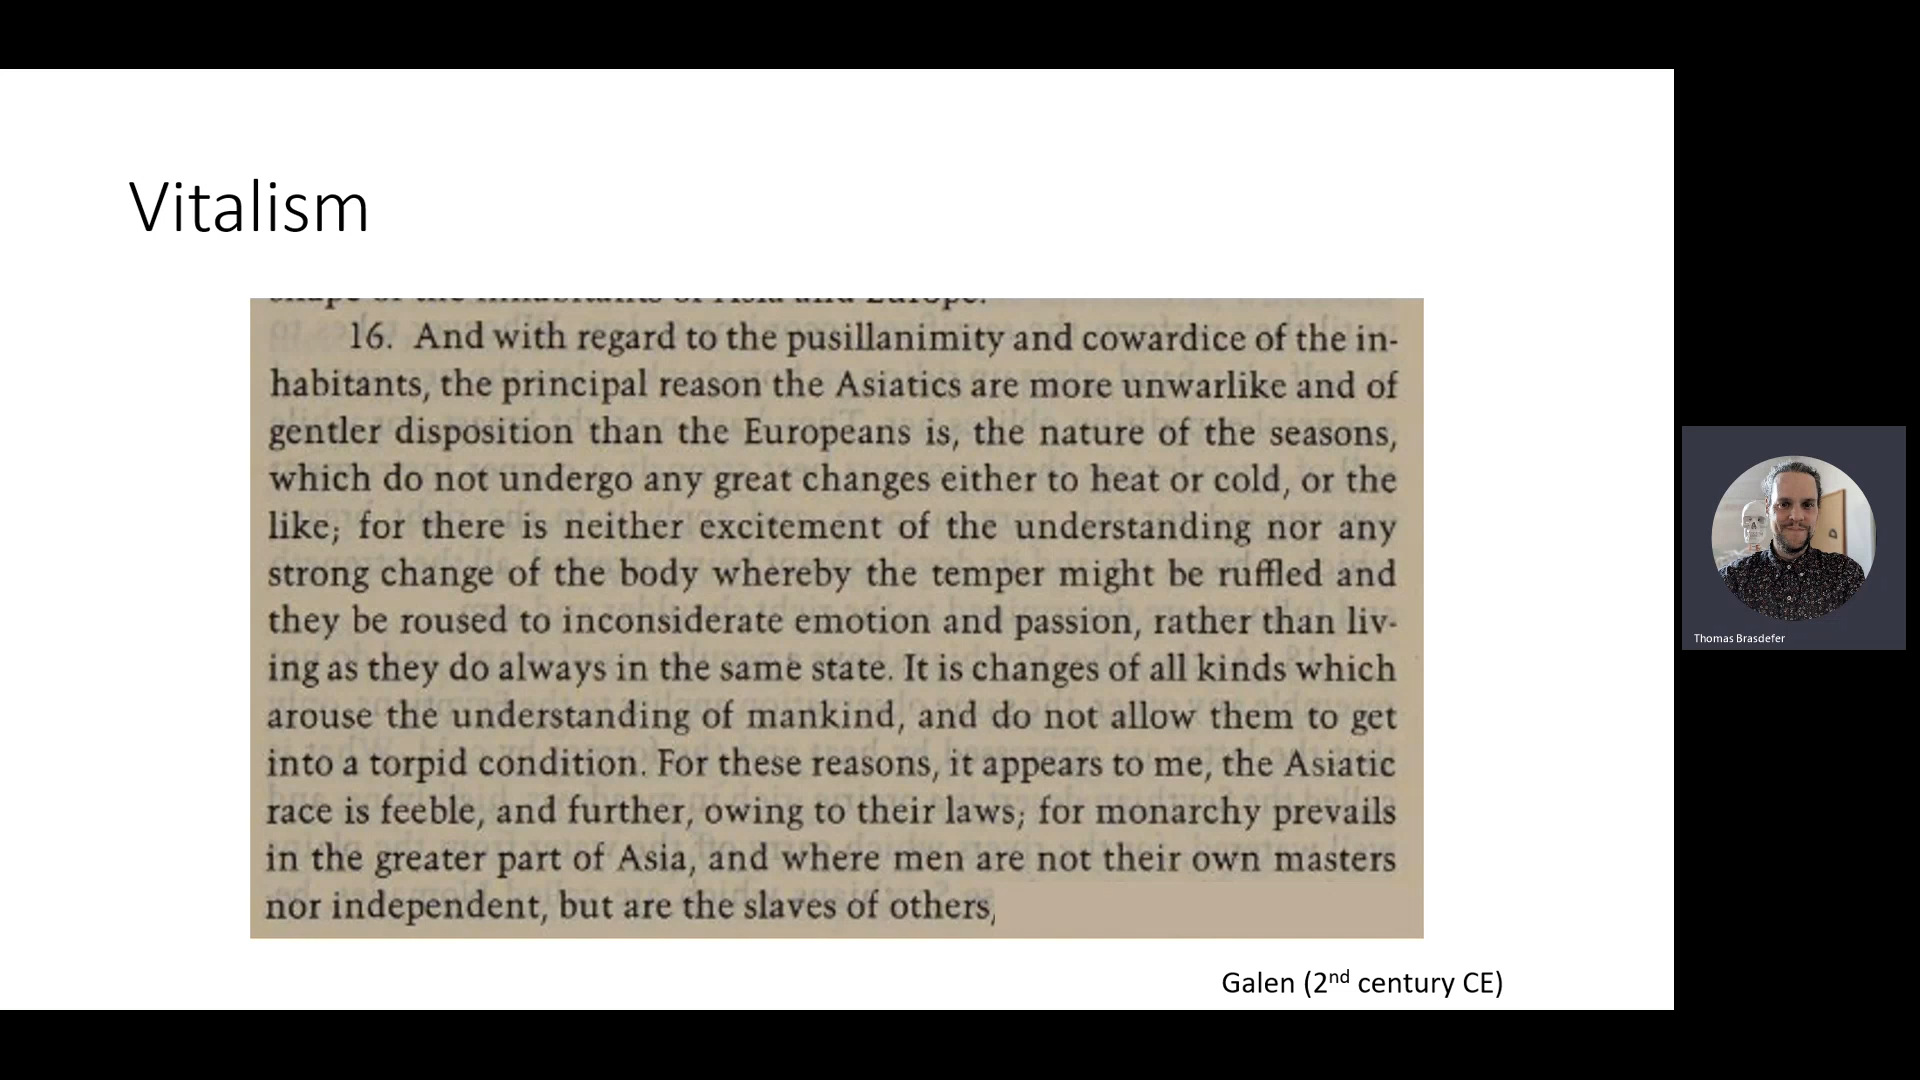 Vitalism
shape of the inhabitants of Asia and Europe.
16. And with regard to the pusillanimity and cowardice of the in-
habitants, the principal reason the Asiatics are more unwarlike and of
gentler disposition than the Europeans is, the nature of the seasons,
which do not undergo any great changes either to heat or cold, or the
like; for there is neither excitement of the understanding nor any
strong change of the body whereby the temper might be ruffled and
they be roused to inconsiderate emotion and passion, rather than liv-
ing as they do always in the same state. It is changes of all kinds which
arouse the understanding of mankind, and do not allow them to get
into a torpid condition. For these reasons, it appears to me, the Asiatic
race is feeble, and further, owing to their laws; for monarchy prevails
in the greater part of Asia, and where men are not their own masters
nor independent, but are the slaves of others,
Galen (2nd century CE)
Thomas Brasdefer